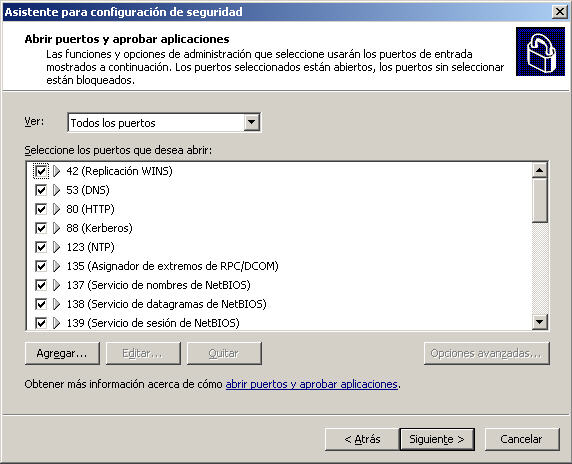 Asistente para configuración de seguridad
Abrir puertos y aprobar aplicaciones
Las funciones y opciones de administración que seleccione usarán los puertos de entrada
mostrados a continuación. Los puertos seleccionados están abiertos, los puertos sin seleccionar
están bloqueados.
Ver: Todos los puertos
Seleccione los puertos que desea abrir:
42 (Replicación WINS)
53 (DNS)
80 (HTTP)
88 (Kerberos)
123 (NTP)
135 (Asignador de extremos de RPC/DCOM)
137 (Servicio de nombres de NetBIOS)
138 (Servicio de datagramas de NetBIOS)
139 (Servicio de sesión de NetBIOS)
Agregar... Editar... Quitar Opciones avanzadas...
Obtener más información acerca de cómo abrir puertos y aprobar aplicaciones.
< Atrás Siguiente > Cancelar